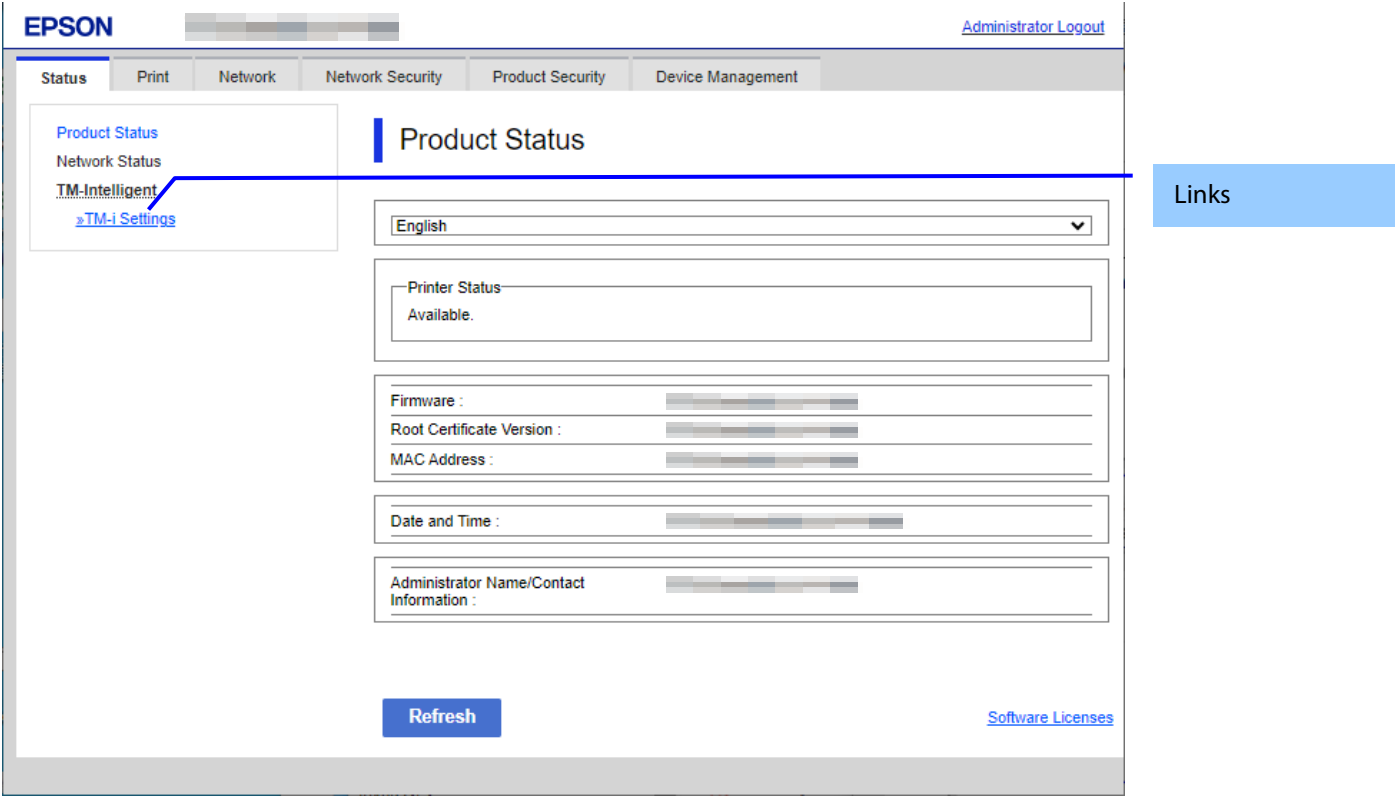 EPSON
Administrator Logout
Status Print Network Network Security Product Security Device Management
Product Status
Network Status
TM-Intelligent
»TM-i Settings
Links
Product Status
English
Printer Status
Available.
Firmware :
Root Certificate Version :
MAC Address :
Date and Time :
Administrator Name/Contact
Information :
Refresh
Software Licenses